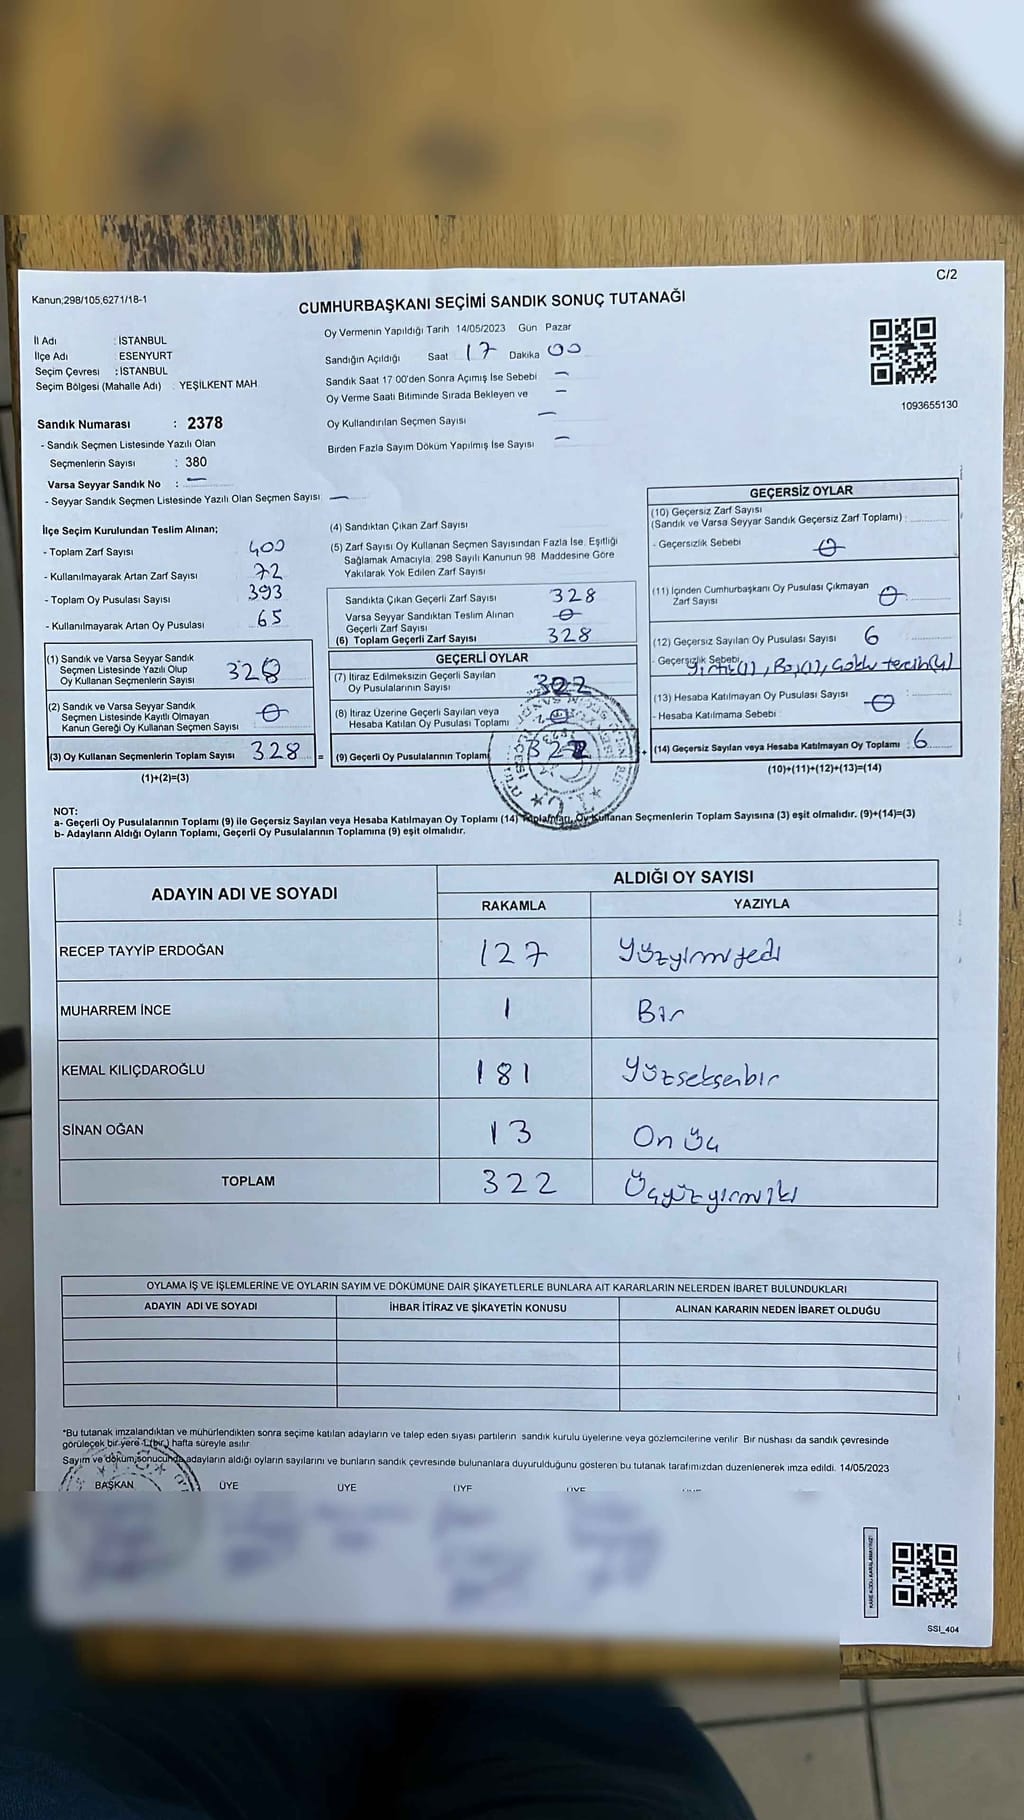 C/2
Kanun;298/105,6271/18-1
CUMHURBAŞKANI SEÇİMİ SANDIK SONUÇ TUTANAĞI
İl Adı : İSTANBUL
İlçe Adı : ESENYURT
Seçim Çevresi : İSTANBUL
Seçim Bölgesi (Mahalle Adı) : YEŞİLKENT MAH
Sandık Numarası : 2378
- Sandık Seçmen Listesinde Yazılı Olan
Seçmenlerin Sayısı : 380
Varsa Seyyar Sandık No : —
- Seyyar Sandık Seçmen Listesinde Yazılı Olan Seçmen Sayısı: —
Oy Vermenin Yapıldığı Tarih 14/05/2023 Gün Pazar
Sandığın Açıldığı Saat 17 Dakika 00
Sandık Saat 17 00'den Sonra Açımış İse Sebebi —
Oy Verme Saati Bitiminde Sırada Bekleyen ve —
Oy Kullandırılan Seçmen Sayısı —
Birden Fazla Sayım Döküm Yapılmış İse Sayısı —
1093655130
İlçe Seçim Kurulundan Teslim Alınan;
- Toplam Zarf Sayısı 400
- Kullanılmayarak Artan Zarf Sayısı 72
- Toplam Oy Pusulası Sayısı 393
- Kullanılmayarak Artan Oy Pusulası 65
(1) Sandık ve Varsa Seyyar Sandık
Seçmen Listesinde Yazılı Olup
Oy Kullanan Seçmenlerin Sayısı 328
(2) Sandık ve Varsa Seyyar Sandık
Seçmen Listesinde Kayıtlı Olmayan
Kanun Gereği Oy Kullanan Seçmen Sayısı 0
(3) Oy Kullanan Seçmenlerin Toplam Sayısı 328 =
(1)+(2)=(3)
(4) Sandıktan Çıkan Zarf Sayısı
(5) Zarf Sayısı Oy Kullanan Seçmen Sayısından Fazla İse, Eşitliği
Sağlamak Amacıyla; 298 Sayılı Kanunun 98. Maddesine Göre
Yakılarak Yok Edilen Zarf Sayısı
Sandıkta Çıkan Geçerli Zarf Sayısı 328
Varsa Seyyar Sandıktan Teslim Alınan
Geçerli Zarf Sayısı 0
(6) Toplam Geçerli Zarf Sayısı 328
GEÇERLİ OYLAR
(7) İtiraz Edilmeksizin Geçerli Sayılan
Oy Pusulalarının Sayısı 322
(8) İtiraz Üzerine Geçerli Sayılan veya
Hesaba Katılan Oy Pusulası Toplamı 0
(9) Geçerli Oy Pusulalarının Toplamı 322 +
GEÇERSİZ OYLAR
(10) Geçersiz Zarf Sayısı
(Sandık ve Varsa Seyyar Sandık Geçersiz Zarf Toplamı) :
- Geçersizlik Sebebi 0
(11) İçinden Cumhurbaşkanı Oy Pusulası Çıkmayan
Zarf Sayısı 0
(12) Geçersiz Sayılan Oy Pusulası Sayısı 6
- Geçersizlik Sebebi Yırtık(1), Boş(1), Çoklu tercih(4)
(13) Hesaba Katılmayan Oy Pusulası Sayısı 0
- Hesaba Katılmama Sebebi
(14) Geçersiz Sayılan veya Hesaba Katılmayan Oy Toplamı : 6
(10)+(11)+(12)+(13)=(14)
NOT:
a- Geçerli Oy Pusulalarının Toplamı (9) ile Geçersiz Sayılan veya Hesaba Katılmayan Oy Toplamı (14) Toplamları, Oy Kullanan Seçmenlerin Toplam Sayısına (3) eşit olmalıdır. (9)+(14)=(3)
b- Adayların Aldığı Oyların Toplamı, Geçerli Oy Pusulalarının Toplamına (9) eşit olmalıdır.
ADAYIN ADI VE SOYADI
ALDIĞI OY SAYISI
RAKAMLA YAZIYLA
RECEP TAYYİP ERDOĞAN 127 Yüzyirmiyedi
MUHARREM İNCE 1 Bir
KEMAL KILIÇDAROĞLU 181 Yüzseksenbir
SİNAN OĞAN 13 On üç
TOPLAM 322 Üçyüzyirmiiki
OYLAMA İŞ VE İŞLEMLERİNE VE OYLARIN SAYIM VE DÖKÜMÜNE DAİR ŞİKAYETLERLE BUNLARA AİT KARARLARIN NELERDEN İBARET BULUNDUKLARI
ADAYIN ADI VE SOYADI İHBAR İTİRAZ VE ŞİKAYETİN KONUSU ALINAN KARARIN NEDEN İBARET OLDUĞU
*Bu tutanak imzalandıktan ve mühürlendikten sonra seçime katılan adayların ve talep eden siyasi partilerin sandık kurulu üyelerine veya gözlemcilerine verilir Bir nüshası da sandık çevresinde
görülecek bir yere 1 (bir) hafta süreyle asılır
Sayım ve döküm sonucunda adayların aldığı oyların sayılarını ve bunların sandık çevresinde bulunanlara duyurulduğunu gösteren bu tutanak tarafımızdan düzenlenerek imza edildi. 14/05/2023
BAŞKAN ÜYE ÜYE ÜYE ÜYE
SSİ_404